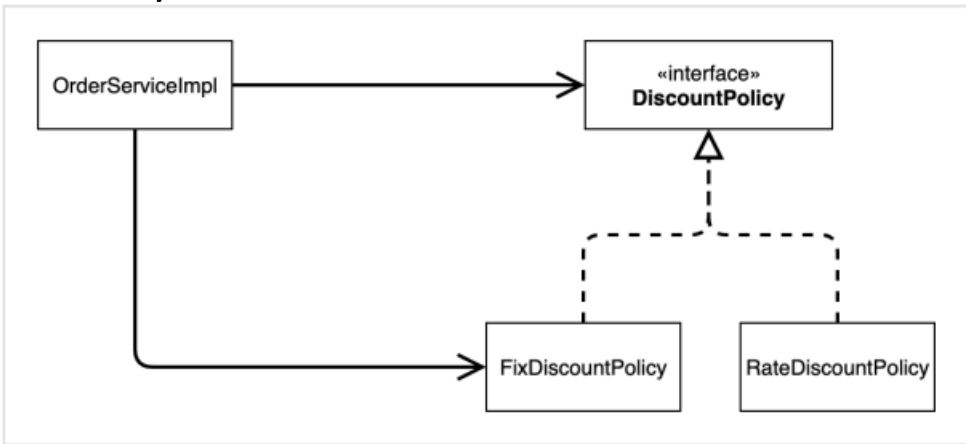 OrderServiceImpl
«interface»
DiscountPolicy
FixDiscountPolicy
RateDiscountPolicy